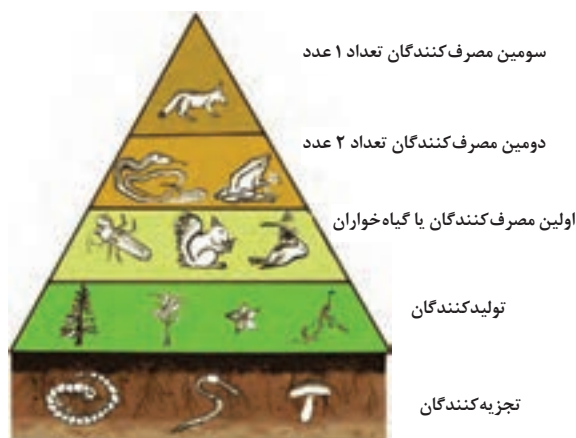 سومین مصرف‌کنندگان تعداد ۱ عدد
دومین مصرف‌کنندگان تعداد ۲ عدد
اولین مصرف‌کنندگان یا گیاه‌خواران
تولیدکنندگان
تجزیه‌کنندگان